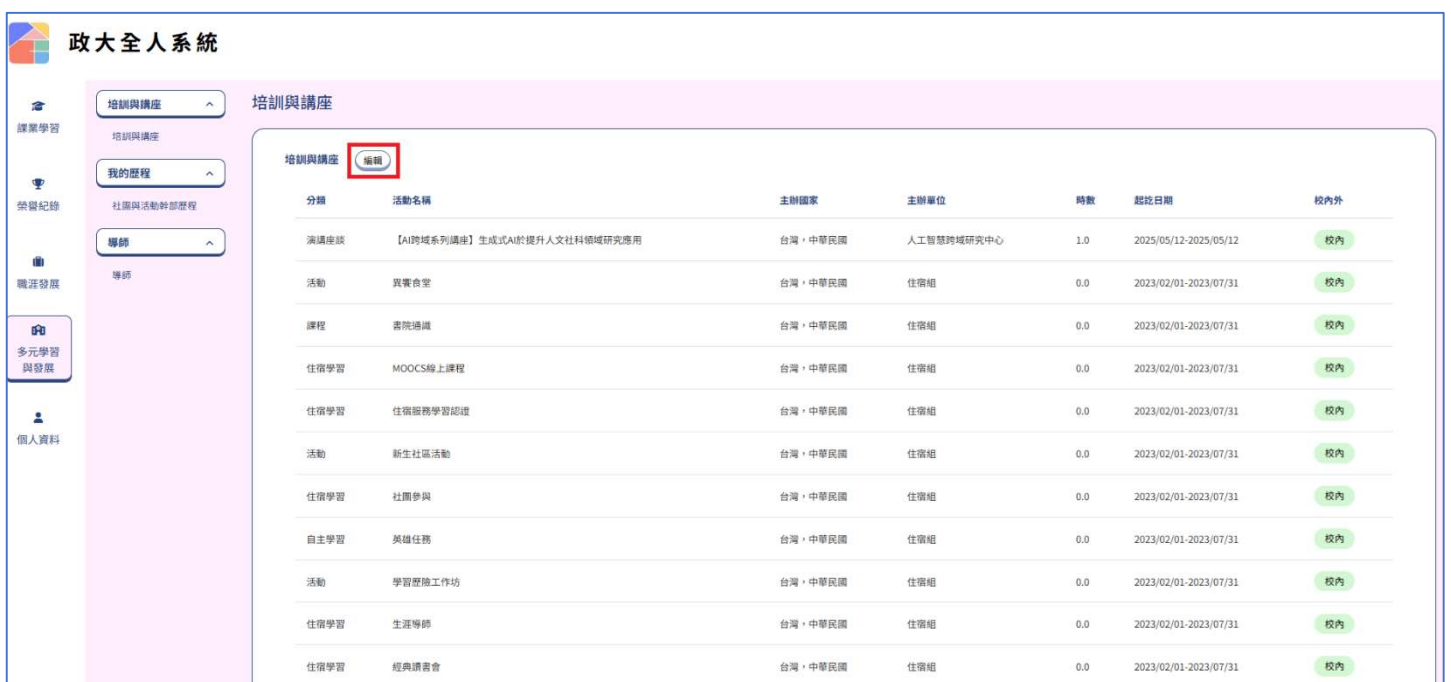 政大全人系統
課業學習
榮譽紀錄
職涯發展
多元學習
與發展
個人資料
培訓與講座
培訓與講座
我的歷程
社團與活動幹部歷程
導師
導師
培訓與講座
培訓與講座 編輯
分類 活動名稱 主辦國家 主辦單位 時數 起訖日期 校內外
演講座談 【AI跨域系列講座】生成式AI於提升人文社科領域研究應用 台灣,中華民國 人工智慧跨域研究中心 1.0 2025/05/12-2025/05/12 校內
活動 異饗食堂 台灣,中華民國 住宿組 0.0 2023/02/01-2023/07/31 校內
課程 書院通識 台灣,中華民國 住宿組 0.0 2023/02/01-2023/07/31 校內
住宿學習 MOOCS線上課程 台灣,中華民國 住宿組 0.0 2023/02/01-2023/07/31 校內
住宿學習 住宿服務學習認證 台灣,中華民國 住宿組 0.0 2023/02/01-2023/07/31 校內
活動 新生社區活動 台灣,中華民國 住宿組 0.0 2023/02/01-2023/07/31 校內
住宿學習 社團參與 台灣,中華民國 住宿組 0.0 2023/02/01-2023/07/31 校內
自主學習 英雄任務 台灣,中華民國 住宿組 0.0 2023/02/01-2023/07/31 校內
活動 學習歷險工作坊 台灣,中華民國 住宿組 0.0 2023/02/01-2023/07/31 校內
住宿學習 生涯導師 台灣,中華民國 住宿組 0.0 2023/02/01-2023/07/31 校內
住宿學習 經典讀書會 台灣,中華民國 住宿組 0.0 2023/02/01-2023/07/31 校內